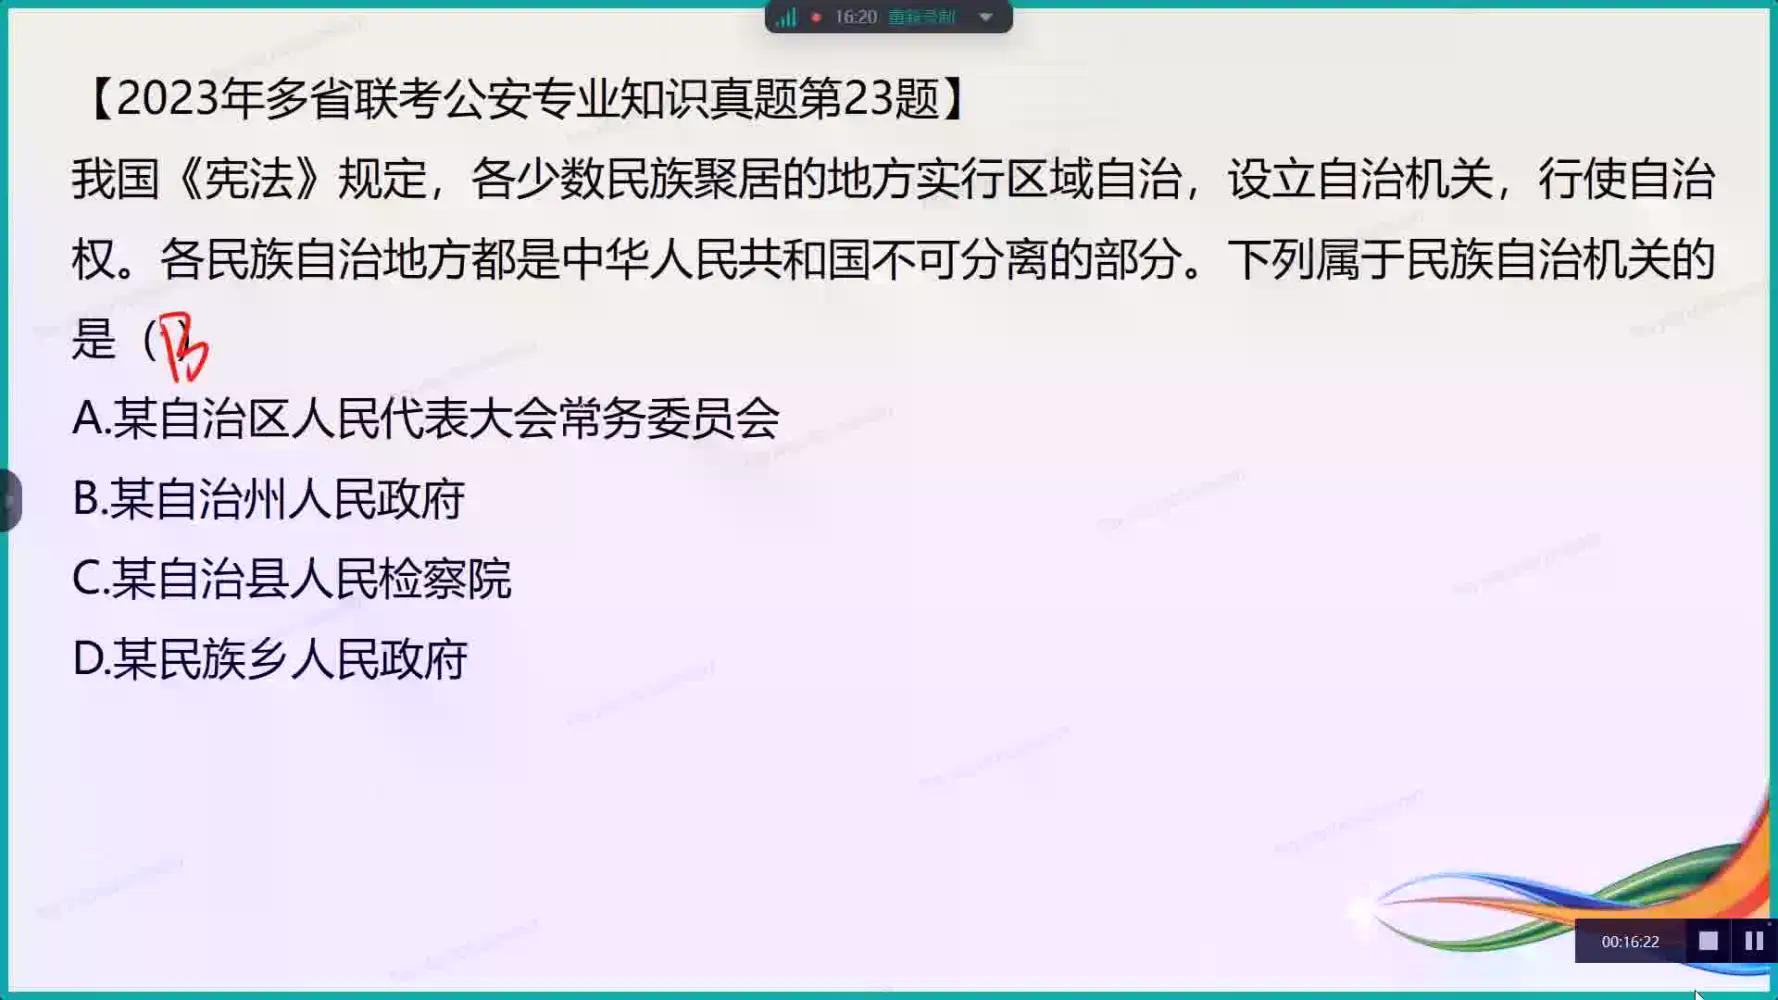 16:20 重新录制
【2023年多省联考公安专业知识真题第23题】
我国《宪法》规定，各少数民族聚居的地方实行区域自治，设立自治机关，行使自治
权。各民族自治地方都是中华人民共和国不可分离的部分。下列属于民族自治机关的
是（B）
A.某自治区人民代表大会常务委员会
B.某自治州人民政府
C.某自治县人民检察院
D.某民族乡人民政府
00:16:22